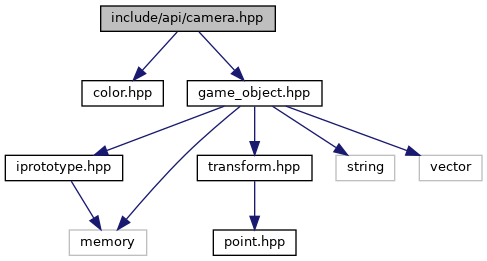 include/api/camera.hpp
color.hpp
game_object.hpp
iprototype.hpp
transform.hpp
string
vector
memory
point.hpp